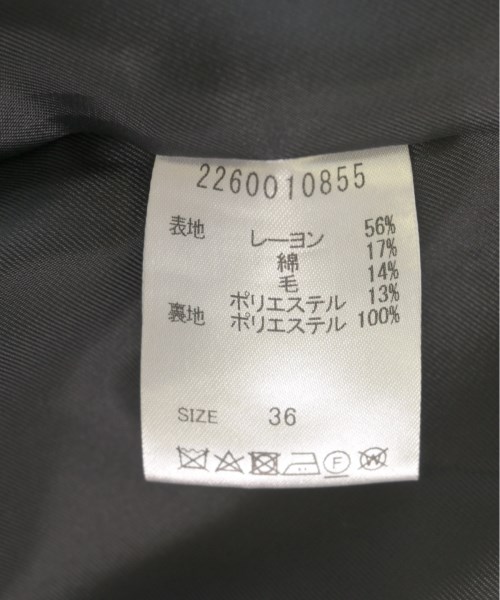 2260010855
表地 レーヨン 56%
綿 17%
毛 14%
ポリエステル 13%
裏地 ポリエステル 100%
SIZE 36
F W